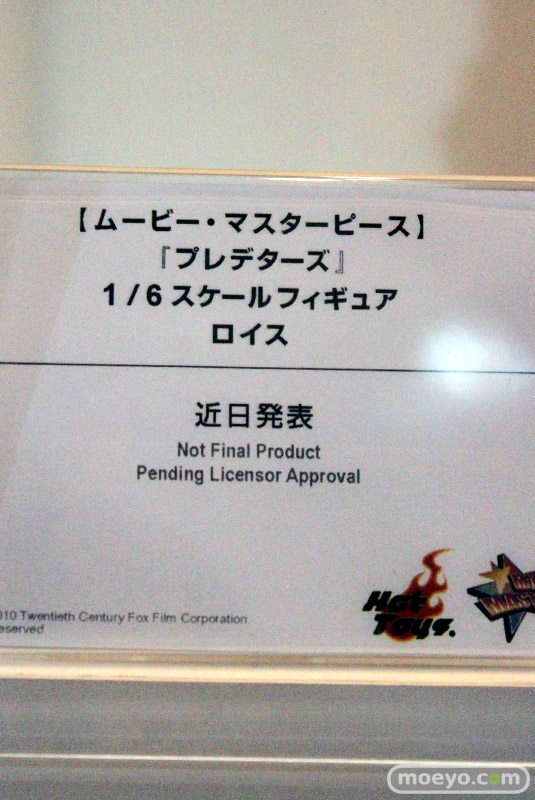 【ムービー・マスターピース】
『プレデターズ』
1/6スケールフィギュア
ロイス
近日発表
Not Final Product
Pending Licensor Approval
010 Twentieth Century Fox Film Corporation
eserved
Hot
Toys.
moeyo.com